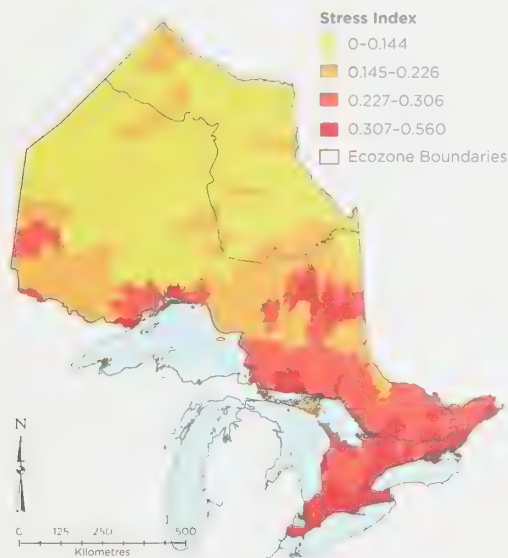 Stress Index
0-0.144
0.145-0.226
0.227-0.306
0.307-0.560
Ecozone Boundaries
N
0 125 250 500
Kilometres